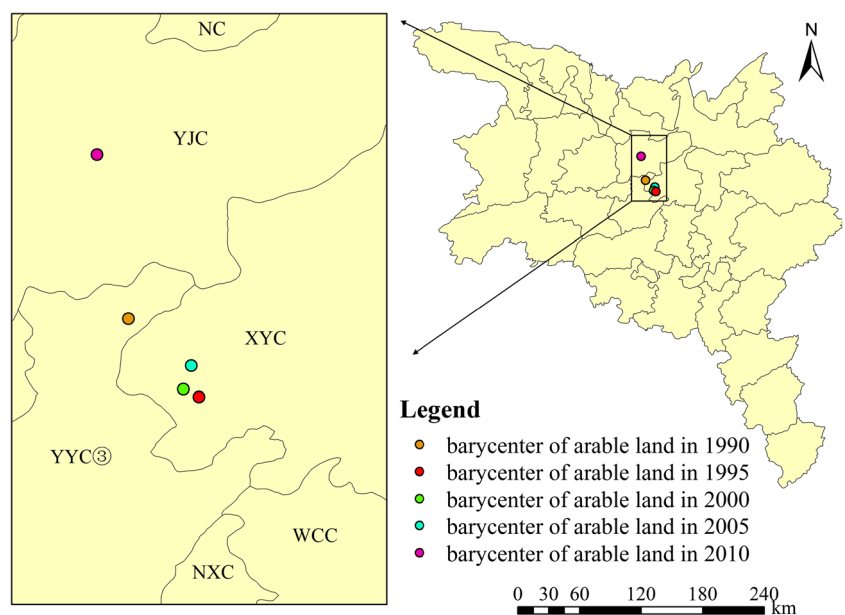 NC
YJC
XYC
YYC③
WCC
NXC
N
Legend
barycenter of arable land in 1990
barycenter of arable land in 1995
barycenter of arable land in 2000
barycenter of arable land in 2005
barycenter of arable land in 2010
0 30 60 120 180 240
km